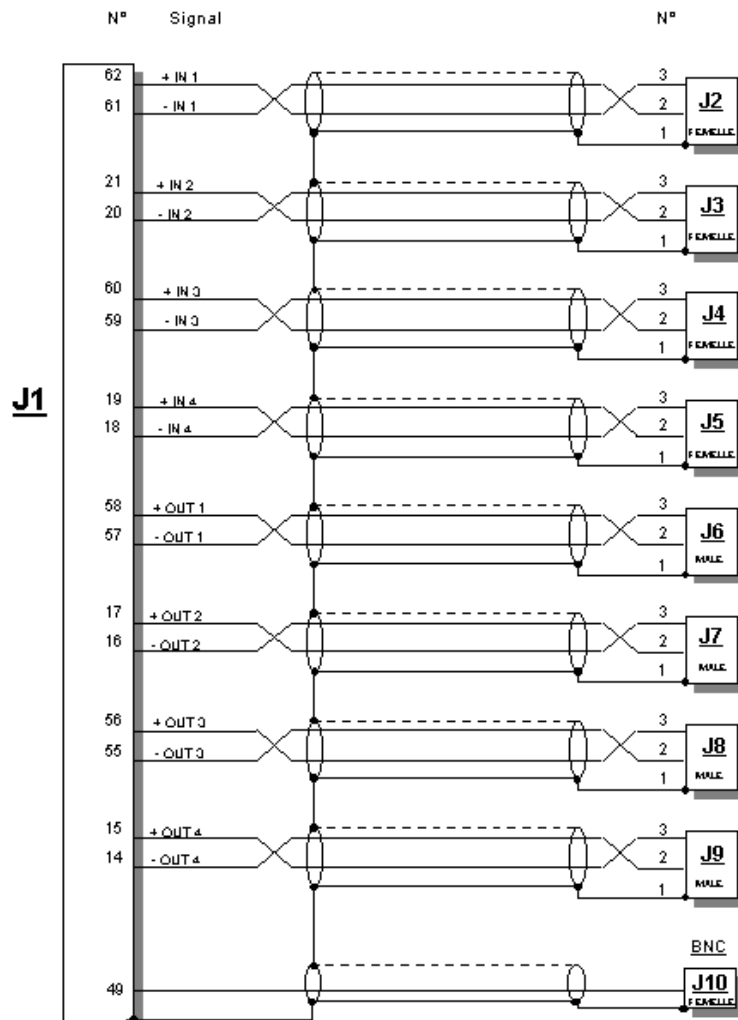 N° Signal N°
62 + IN 1 3
61 - IN 1 2 J2
1 FEMELLE
21 + IN 2 3
20 - IN 2 2 J3
1 FEMELLE
60 + IN 3 3
59 - IN 3 2 J4
1 FEMELLE
J1
19 + IN 4 3
18 - IN 4 2 J5
1 FEMELLE
58 + OUT 1 3
57 - OUT 1 2 J6
1 MALE
17 + OUT 2 3
16 - OUT 2 2 J7
1 MALE
56 + OUT 3 3
55 - OUT 3 2 J8
1 MALE
15 + OUT 4 3
14 - OUT 4 2 J9
1 MALE
BNC
49 J10
FEMELLE